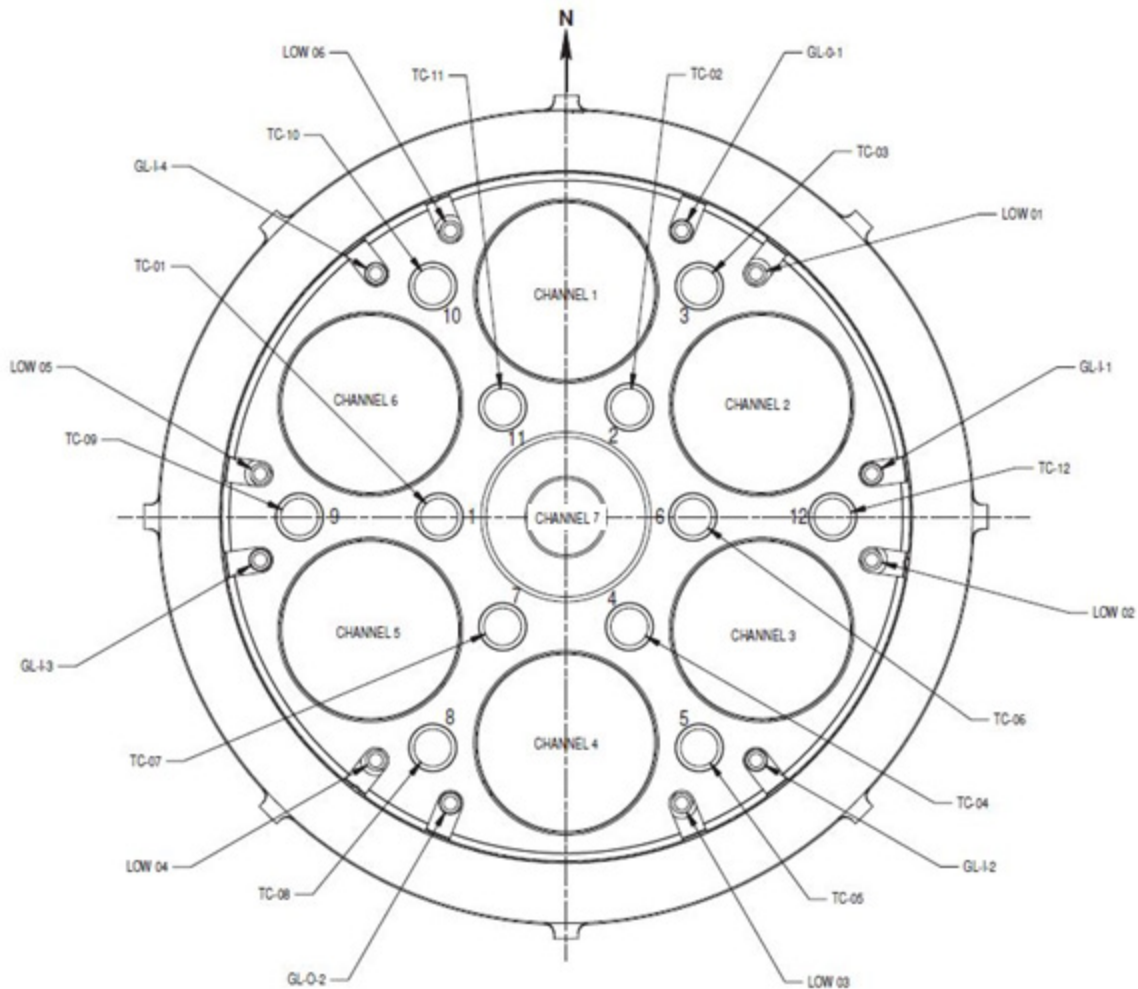 N
LOW 06
GL-0-1
TC-11
TC-02
TC-10
TC-03
GL-I-4
LOW 01
TC-01
CHANNEL 1
10
3
LOW 05
GL-I-1
CHANNEL 6
CHANNEL 2
TC-09
11
2
TC-12
9
1
CHANNEL 7
6
12
7
4
LOW 02
CHANNEL 5
CHANNEL 3
GL-I-3
8
5
TC-06
CHANNEL 4
TC-07
TC-04
LOW 04
GL-I-2
TC-08
TC-05
GL-O-2
LOW 03